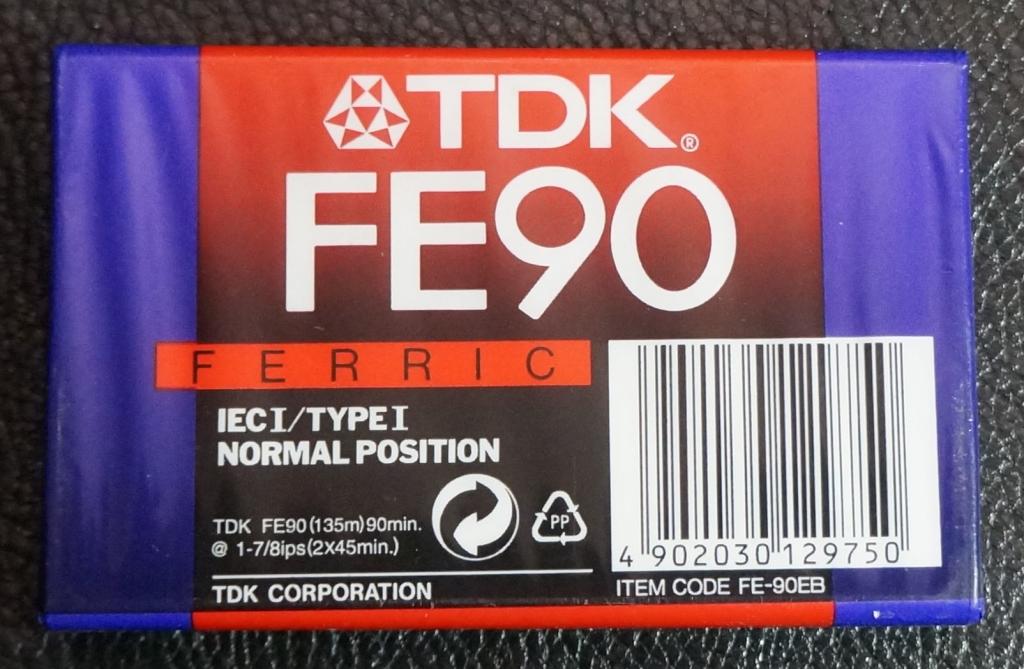 TDK®
FE90
FERRIC
IECI/TYPEI
NORMAL POSITION
TDK FE90(135m)90min.
@ 1-7/8ips(2X45min.)
PP
TDK CORPORATION
4 902030 129750
ITEM CODE FE-90EB